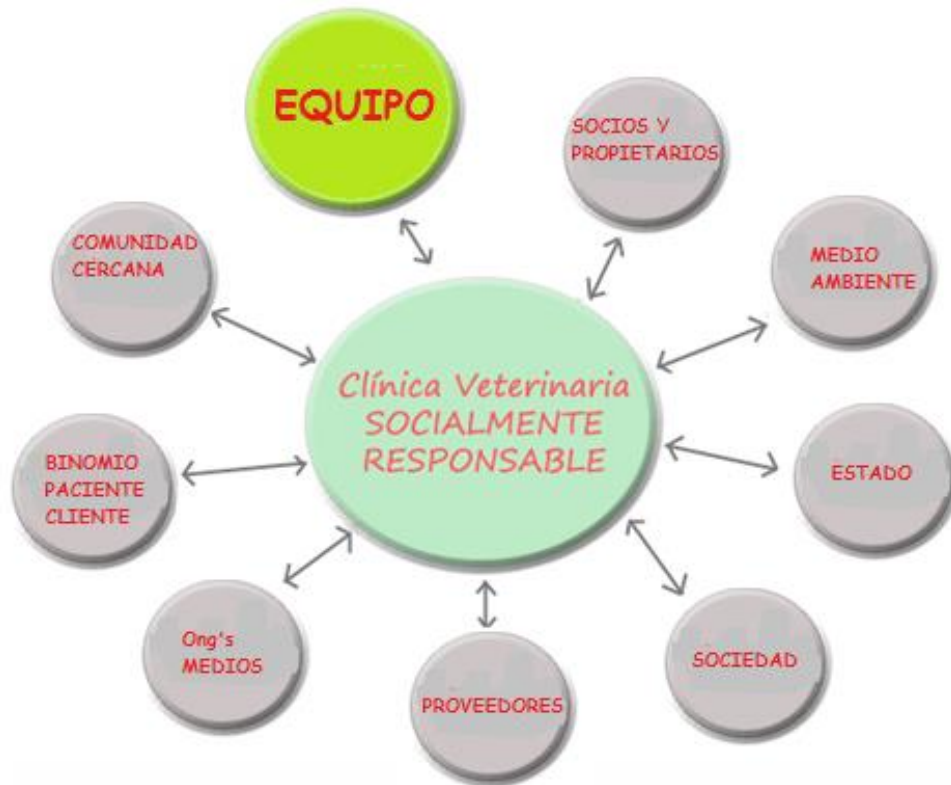 EQUIPO
SOCIOS Y
PROPIETARIOS
COMUNIDAD
CERCANA
MEDIO
AMBIENTE
Clínica Veterinaria
SOCIALMENTE
RESPONSABLE
BINOMIO
PACIENTE
CLIENTE
ESTADO
Ong's
MEDIOS
PROVEEDORES
SOCIEDAD